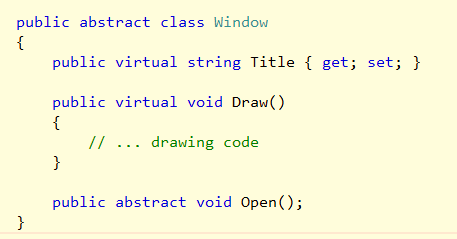 public abstract class Window
{
    public virtual string Title { get; set; }

    public virtual void Draw()
    {
        // ... drawing code
    }

    public abstract void Open();
}